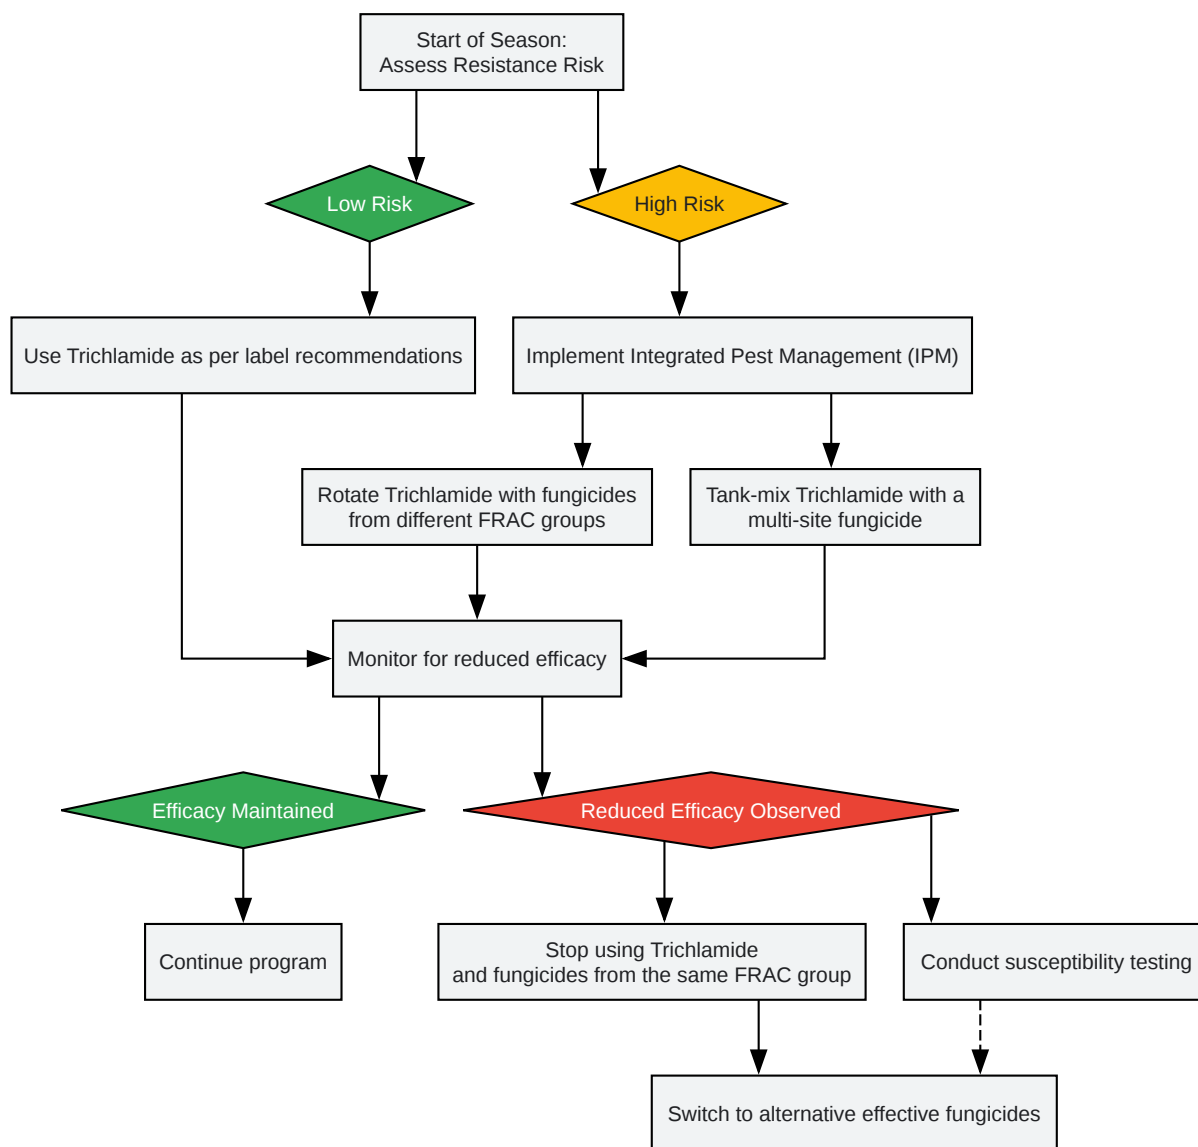 Start of Season:
Assess Resistance Risk
Low Risk
High Risk
Use Trichlamide as per label recommendations
Implement Integrated Pest Management (IPM)
Rotate Trichlamide with fungicides
from different FRAC groups
Tank-mix Trichlamide with a
multi-site fungicide
Monitor for reduced efficacy
Efficacy Maintained
Reduced Efficacy Observed
Continue program
Stop using Trichlamide
and fungicides from the same FRAC group
Conduct susceptibility testing
Switch to alternative effective fungicides